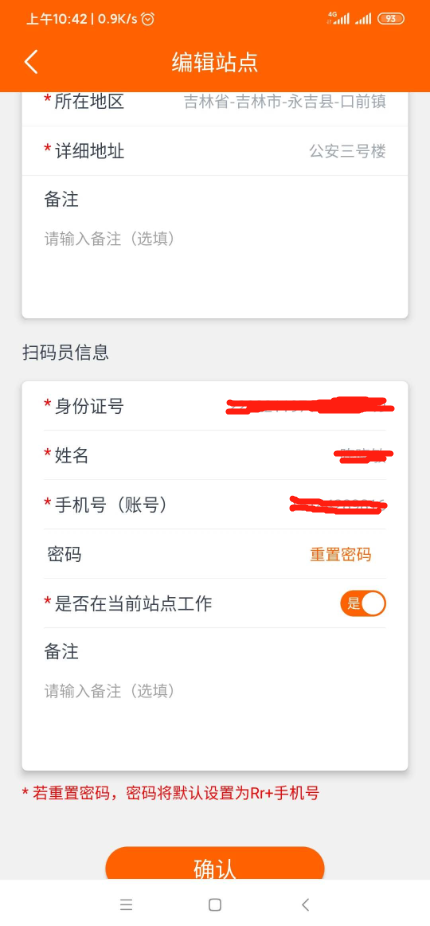 上午10:42 | 0.9K/s
4G
93
编辑站点
*所在地区 吉林省-吉林市-永吉县-口前镇
*详细地址 公安三号楼
备注
请输入备注（选填）
扫码员信息
*身份证号
*姓名
*手机号（账号）
密码 重置密码
*是否在当前站点工作 是
备注
请输入备注（选填）
* 若重置密码，密码将默认设置为Rr+手机号
确认